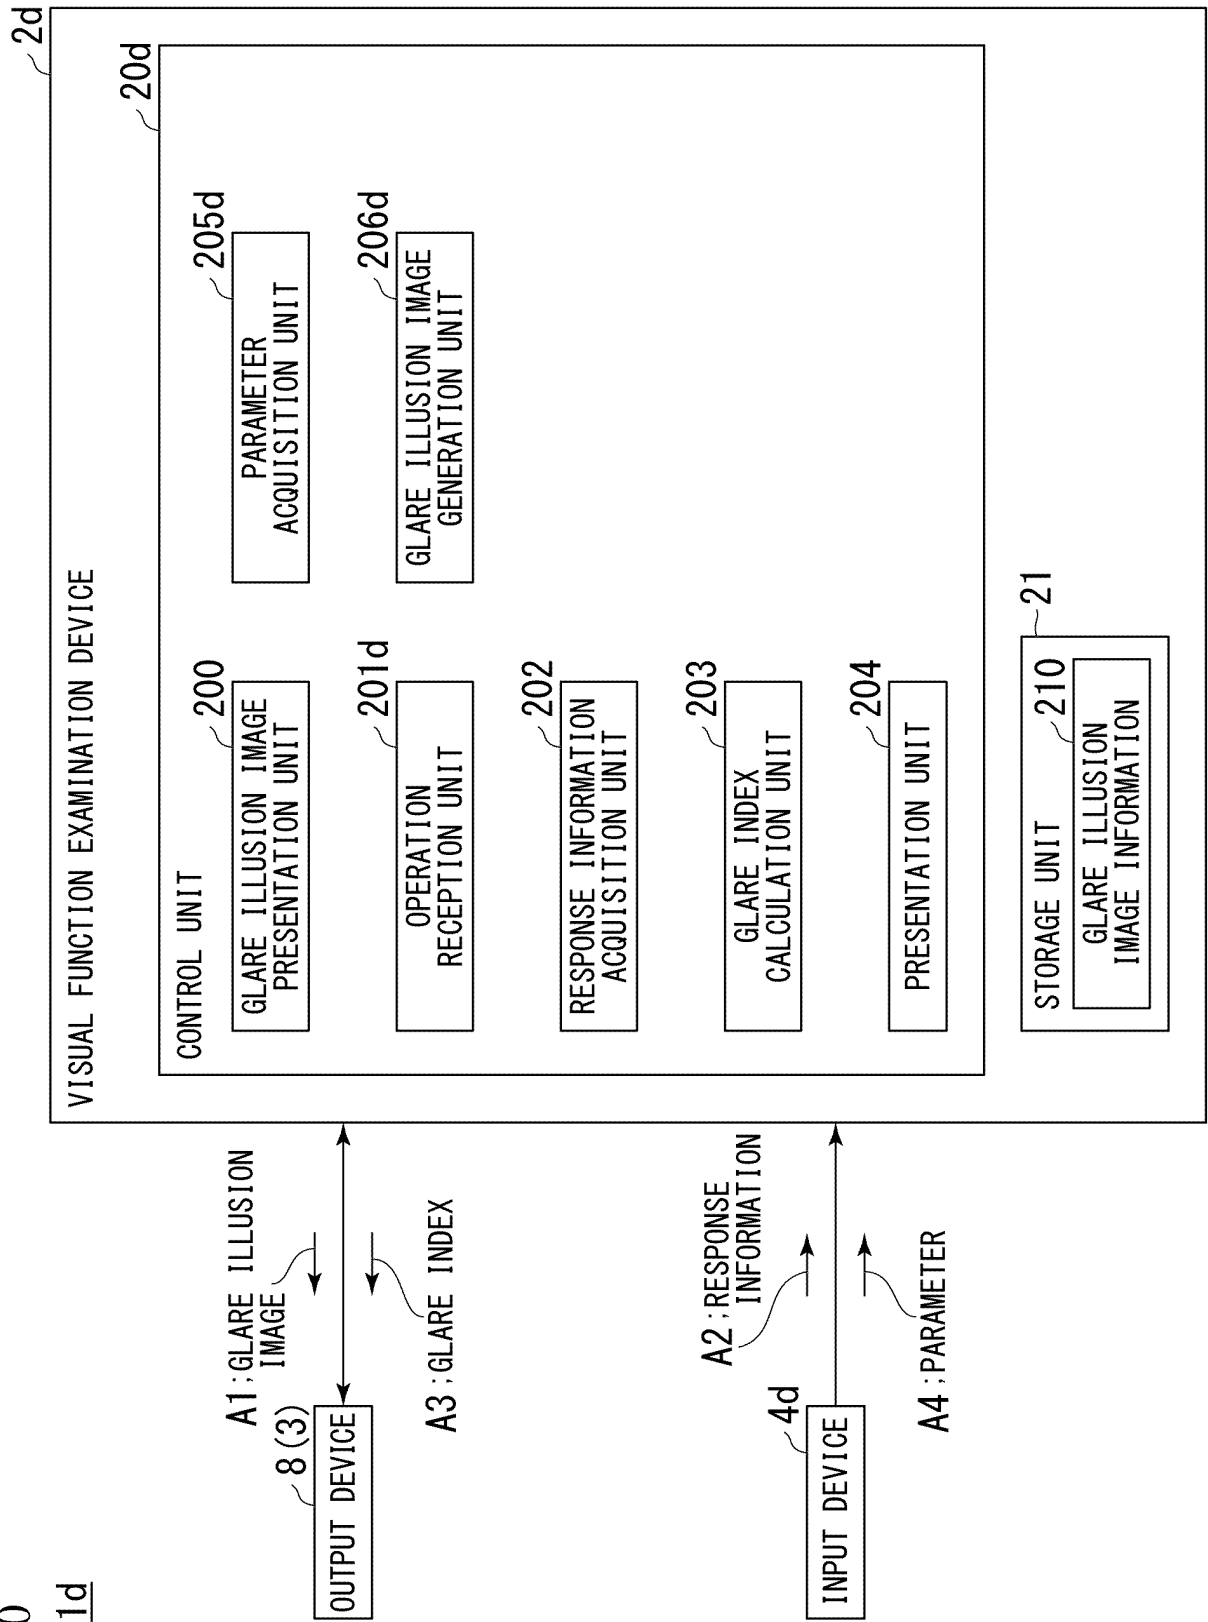 1d
2d
VISUAL FUNCTION EXAMINATION DEVICE
20d
CONTROL UNIT
200
GLARE ILLUSION IMAGE
PRESENTATION UNIT
205d
PARAMETER
ACQUISITION UNIT
201d
OPERATION
RECEPTION UNIT
206d
GLARE ILLUSION IMAGE
GENERATION UNIT
202
RESPONSE INFORMATION
ACQUISITION UNIT
203
GLARE INDEX
CALCULATION UNIT
204
PRESENTATION UNIT
21
STORAGE UNIT
210
GLARE ILLUSION
IMAGE INFORMATION
A1;GLARE ILLUSION
IMAGE
8(3)
OUTPUT DEVICE
A3;GLARE INDEX
A2;RESPONSE
INFORMATION
4d
INPUT DEVICE
A4;PARAMETER